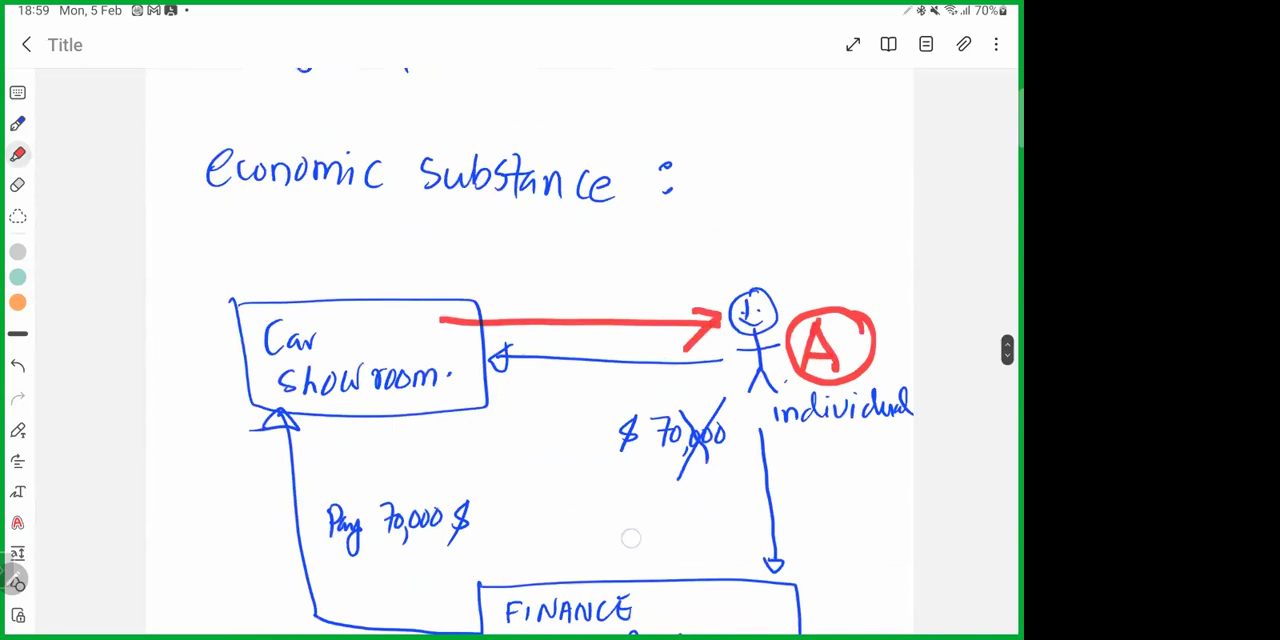 18:59 Mon, 5 Feb
70%
Title
economic substance :
Car
showroom.
A
individual
$ 70,000
Pay 70,000 $
FINANCE